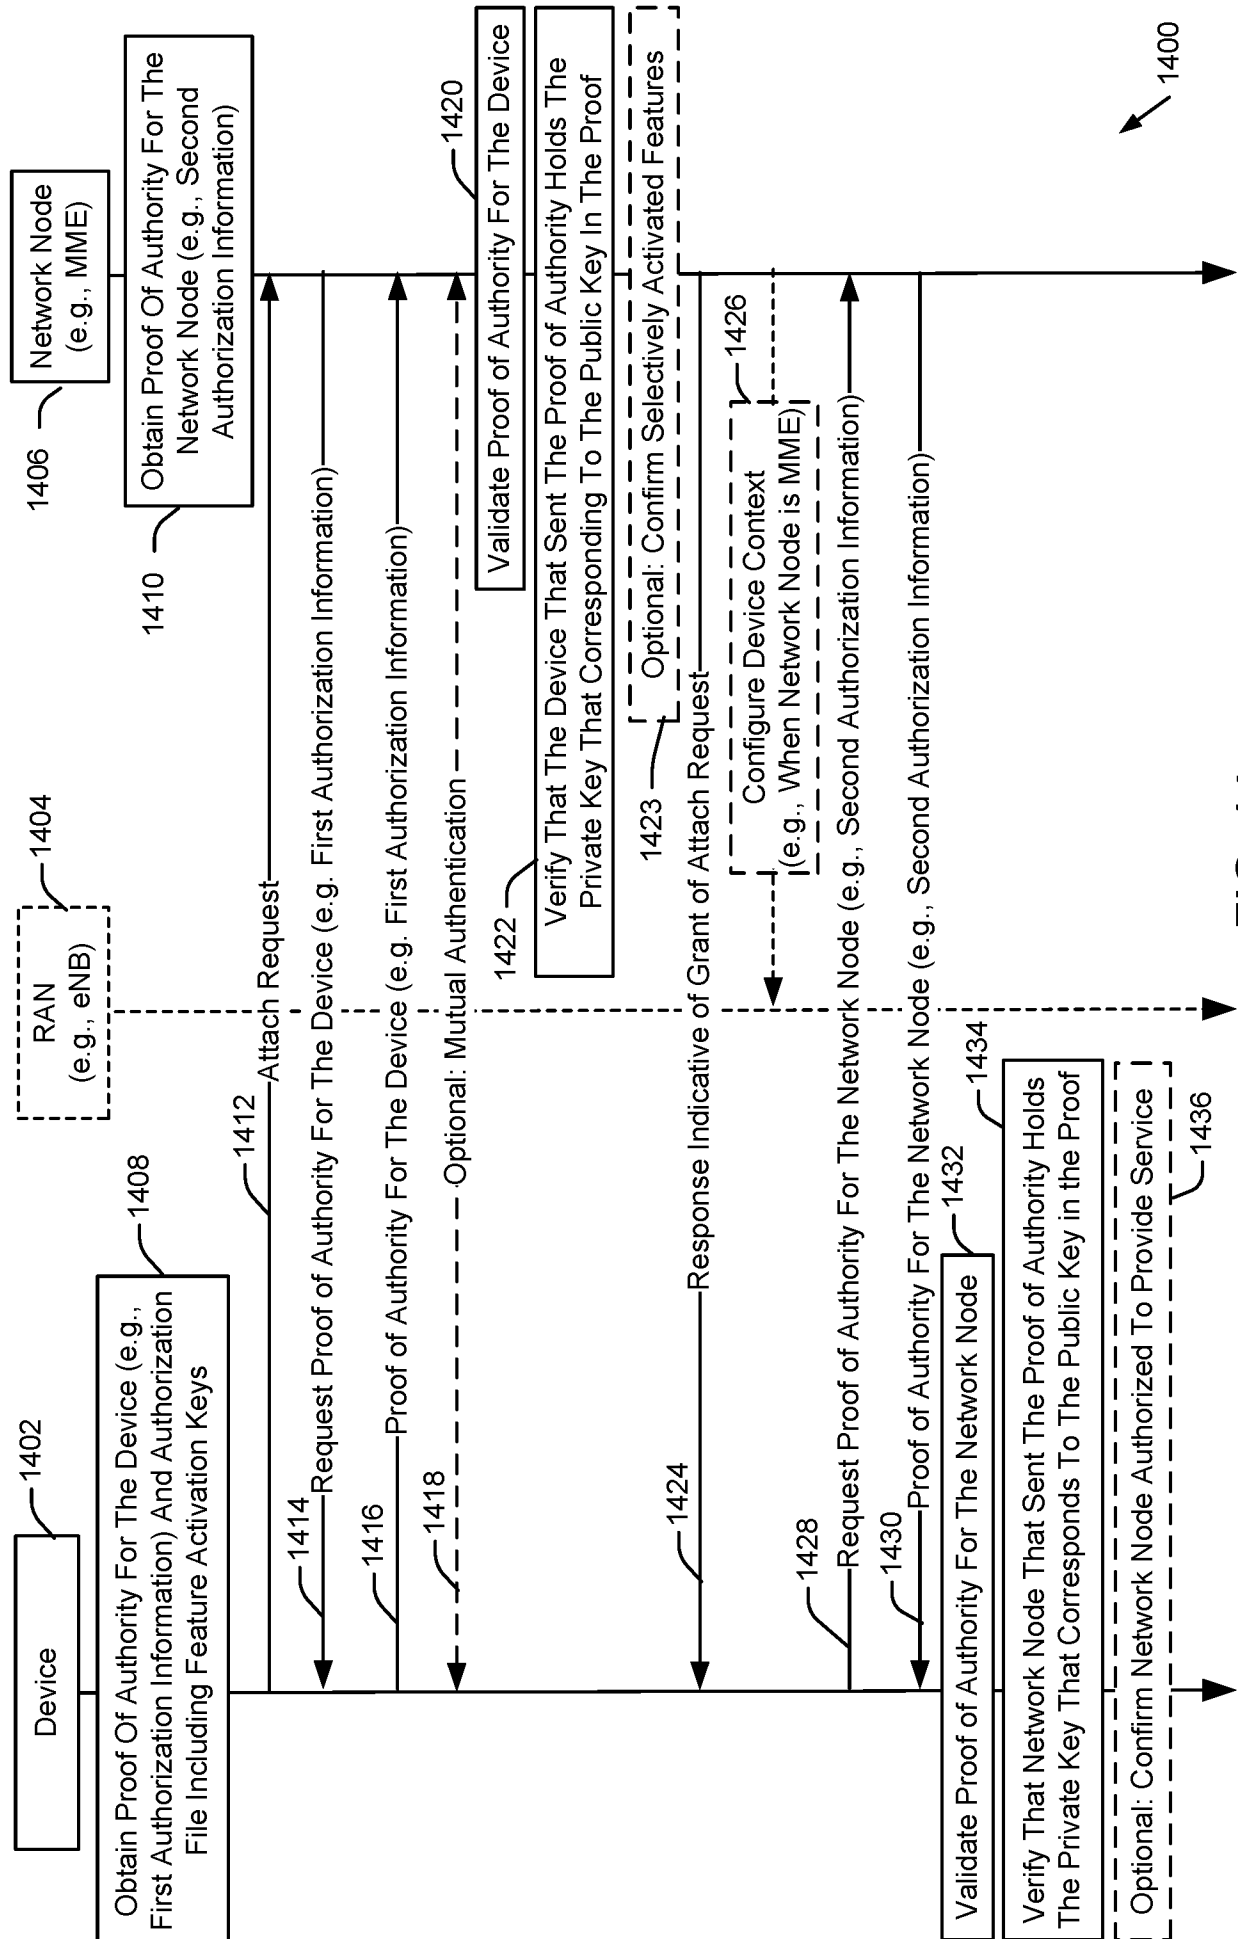 Device
1402
RAN
(e.g., eNB)
1404
Network Node
(e.g., MME)
1406
Obtain Proof Of Authority For The Device (e.g.,
First Authorization Information) And Authorization
File Including Feature Activation Keys
1408
Obtain Proof Of Authority For The
Network Node (e.g., Second
Authorization Information)
1410
1412
Attach Request
1414
Request Proof of Authority For The Device (e.g. First Authorization Information)
1416
Proof of Authority For The Device (e.g. First Authorization Information)
1418
Optional: Mutual Authentication
1420
Validate Proof of Authority For The Device
1422
Verify That The Device That Sent The Proof of Authority Holds The
Private Key That Corresponding To The Public Key In The Proof
1423
Optional: Confirm Selectively Activated Features
1424
Response Indicative of Grant of Attach Request
1426
Configure Device Context
(e.g., When Network Node is MME)
1428
Request Proof of Authority For The Network Node (e.g., Second Authorization Information)
1430
Proof of Authority For The Network Node (e.g., Second Authorization Information)
1432
Validate Proof of Authority For The Network Node
1434
Verify That Network Node That Sent The Proof of Authority Holds
The Private Key That Corresponds To The Public Key in the Proof
Optional: Confirm Network Node Authorized To Provide Service
1436
1400